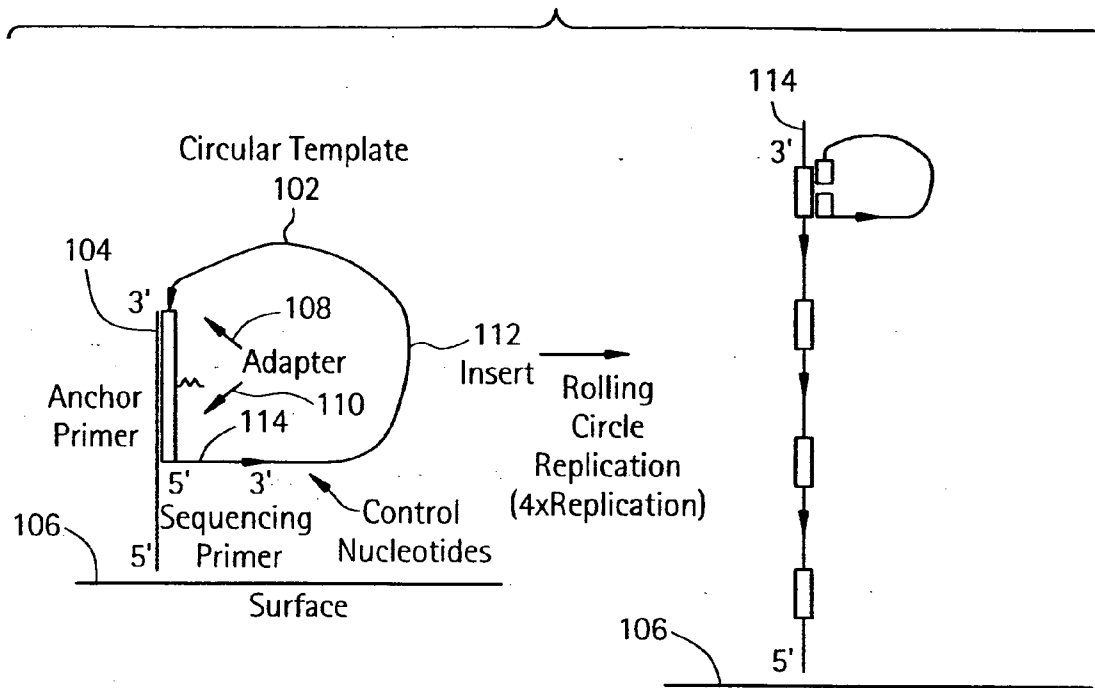 Circular Template
102
104
3'
108
Adapter
110
112
Insert
Anchor
Primer
114
5'
3'
Sequencing
Primer
Control
Nucleotides
106
5'
Surface
Rolling
Circle
Replication
(4xReplication)
114
3'
106
5'